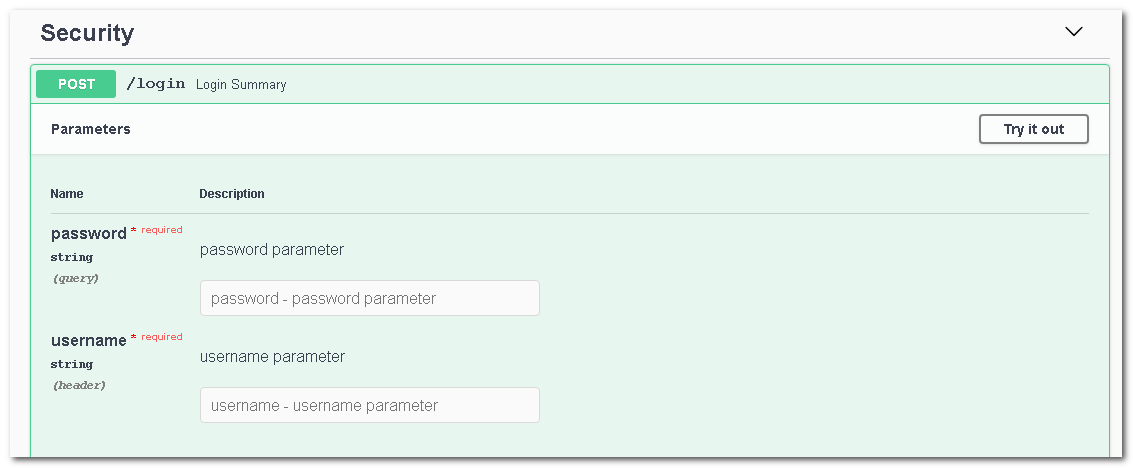 Security
POST /login Login Summary
Parameters Try it out
Name Description
password * required
string
(query)
password parameter
password - password parameter
username * required
string
(header)
username parameter
username - username parameter